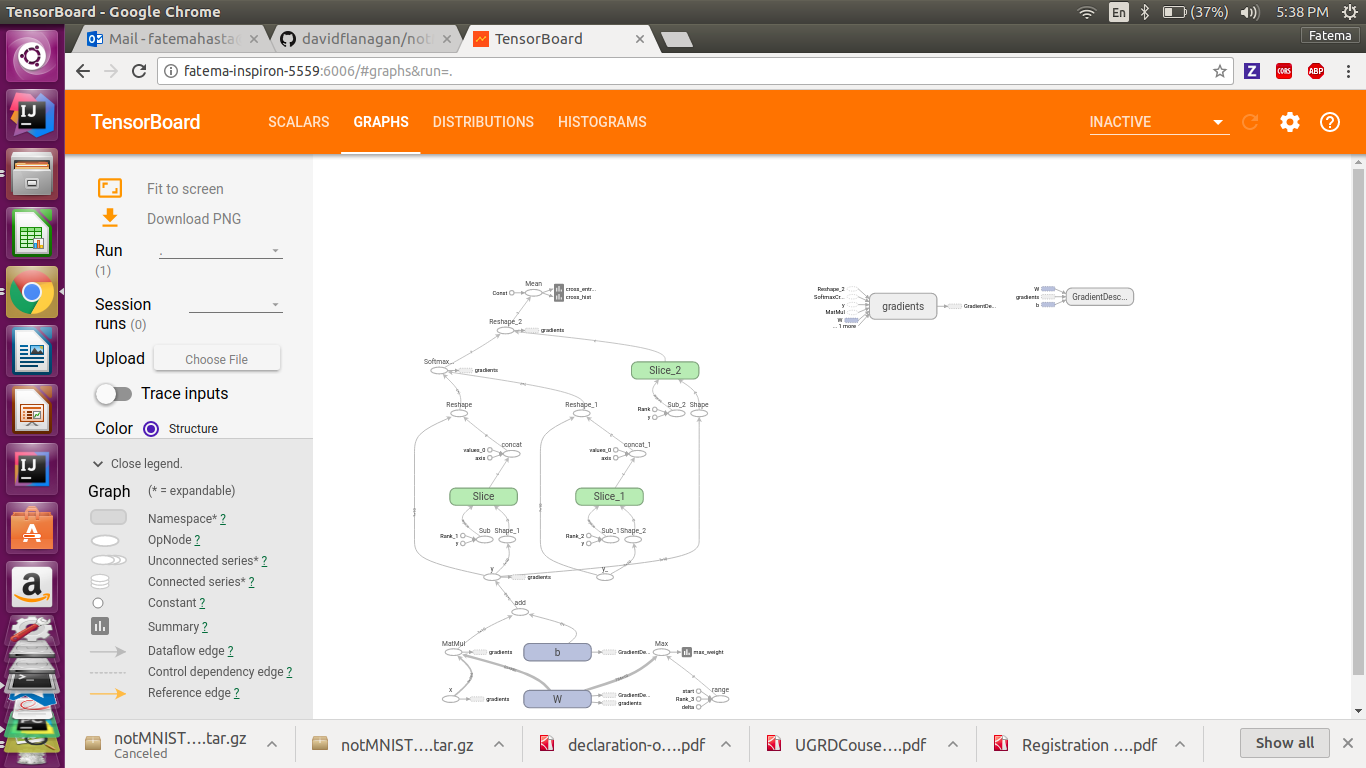 TensorBoard - Google Chrome
En
(37%)
5:38 PM
Mail - fatemahasta
davidflanagan/not
TensorBoard
Fatema
fatema-inspiron-5559:6006/#graphs&run=.
Z
CORS
ABP
TensorBoard
SCALARS
GRAPHS
DISTRIBUTIONS
HISTOGRAMS
INACTIVE
Fit to screen
Download PNG
Run
(1)
.
Session
runs (0)
Upload
Choose File
Trace inputs
Color
Structure
Close legend.
Graph
(* = expandable)
Namespace* ?
OpNode ?
Unconnected series* ?
Connected series* ?
Constant ?
Summary ?
Dataflow edge ?
Control dependency edge ?
Reference edge ?
Mean
Const
cross_entr...
cross_hist
Reshape_2
gradients
Softmax...
gradients
Slice_2
Reshape
Reshape_1
Rank
y
Sub_2
Shape
concat
values_0
axis
concat_1
values_0
axis
Slice
Slice_1
Sub
Shape_1
Rank_1
y
Sub_1
Shape_2
Rank_2
y
y
gradients
y_
add
MatMul
gradients
b
GradientDe...
Max
max_weight
x
gradients
W
GradientDe...
gradients
start
Rank_3
delta
range
Reshape_2
SoftmaxCr...
y
MatMul
W
... 1 more
gradients
GradientDe...
W
gradients
b
GradientDesc...
notMNIST....tar.gz
Canceled
notMNIST....tar.gz
declaration-o....pdf
UGRDCouse....pdf
Registration ....pdf
Show all